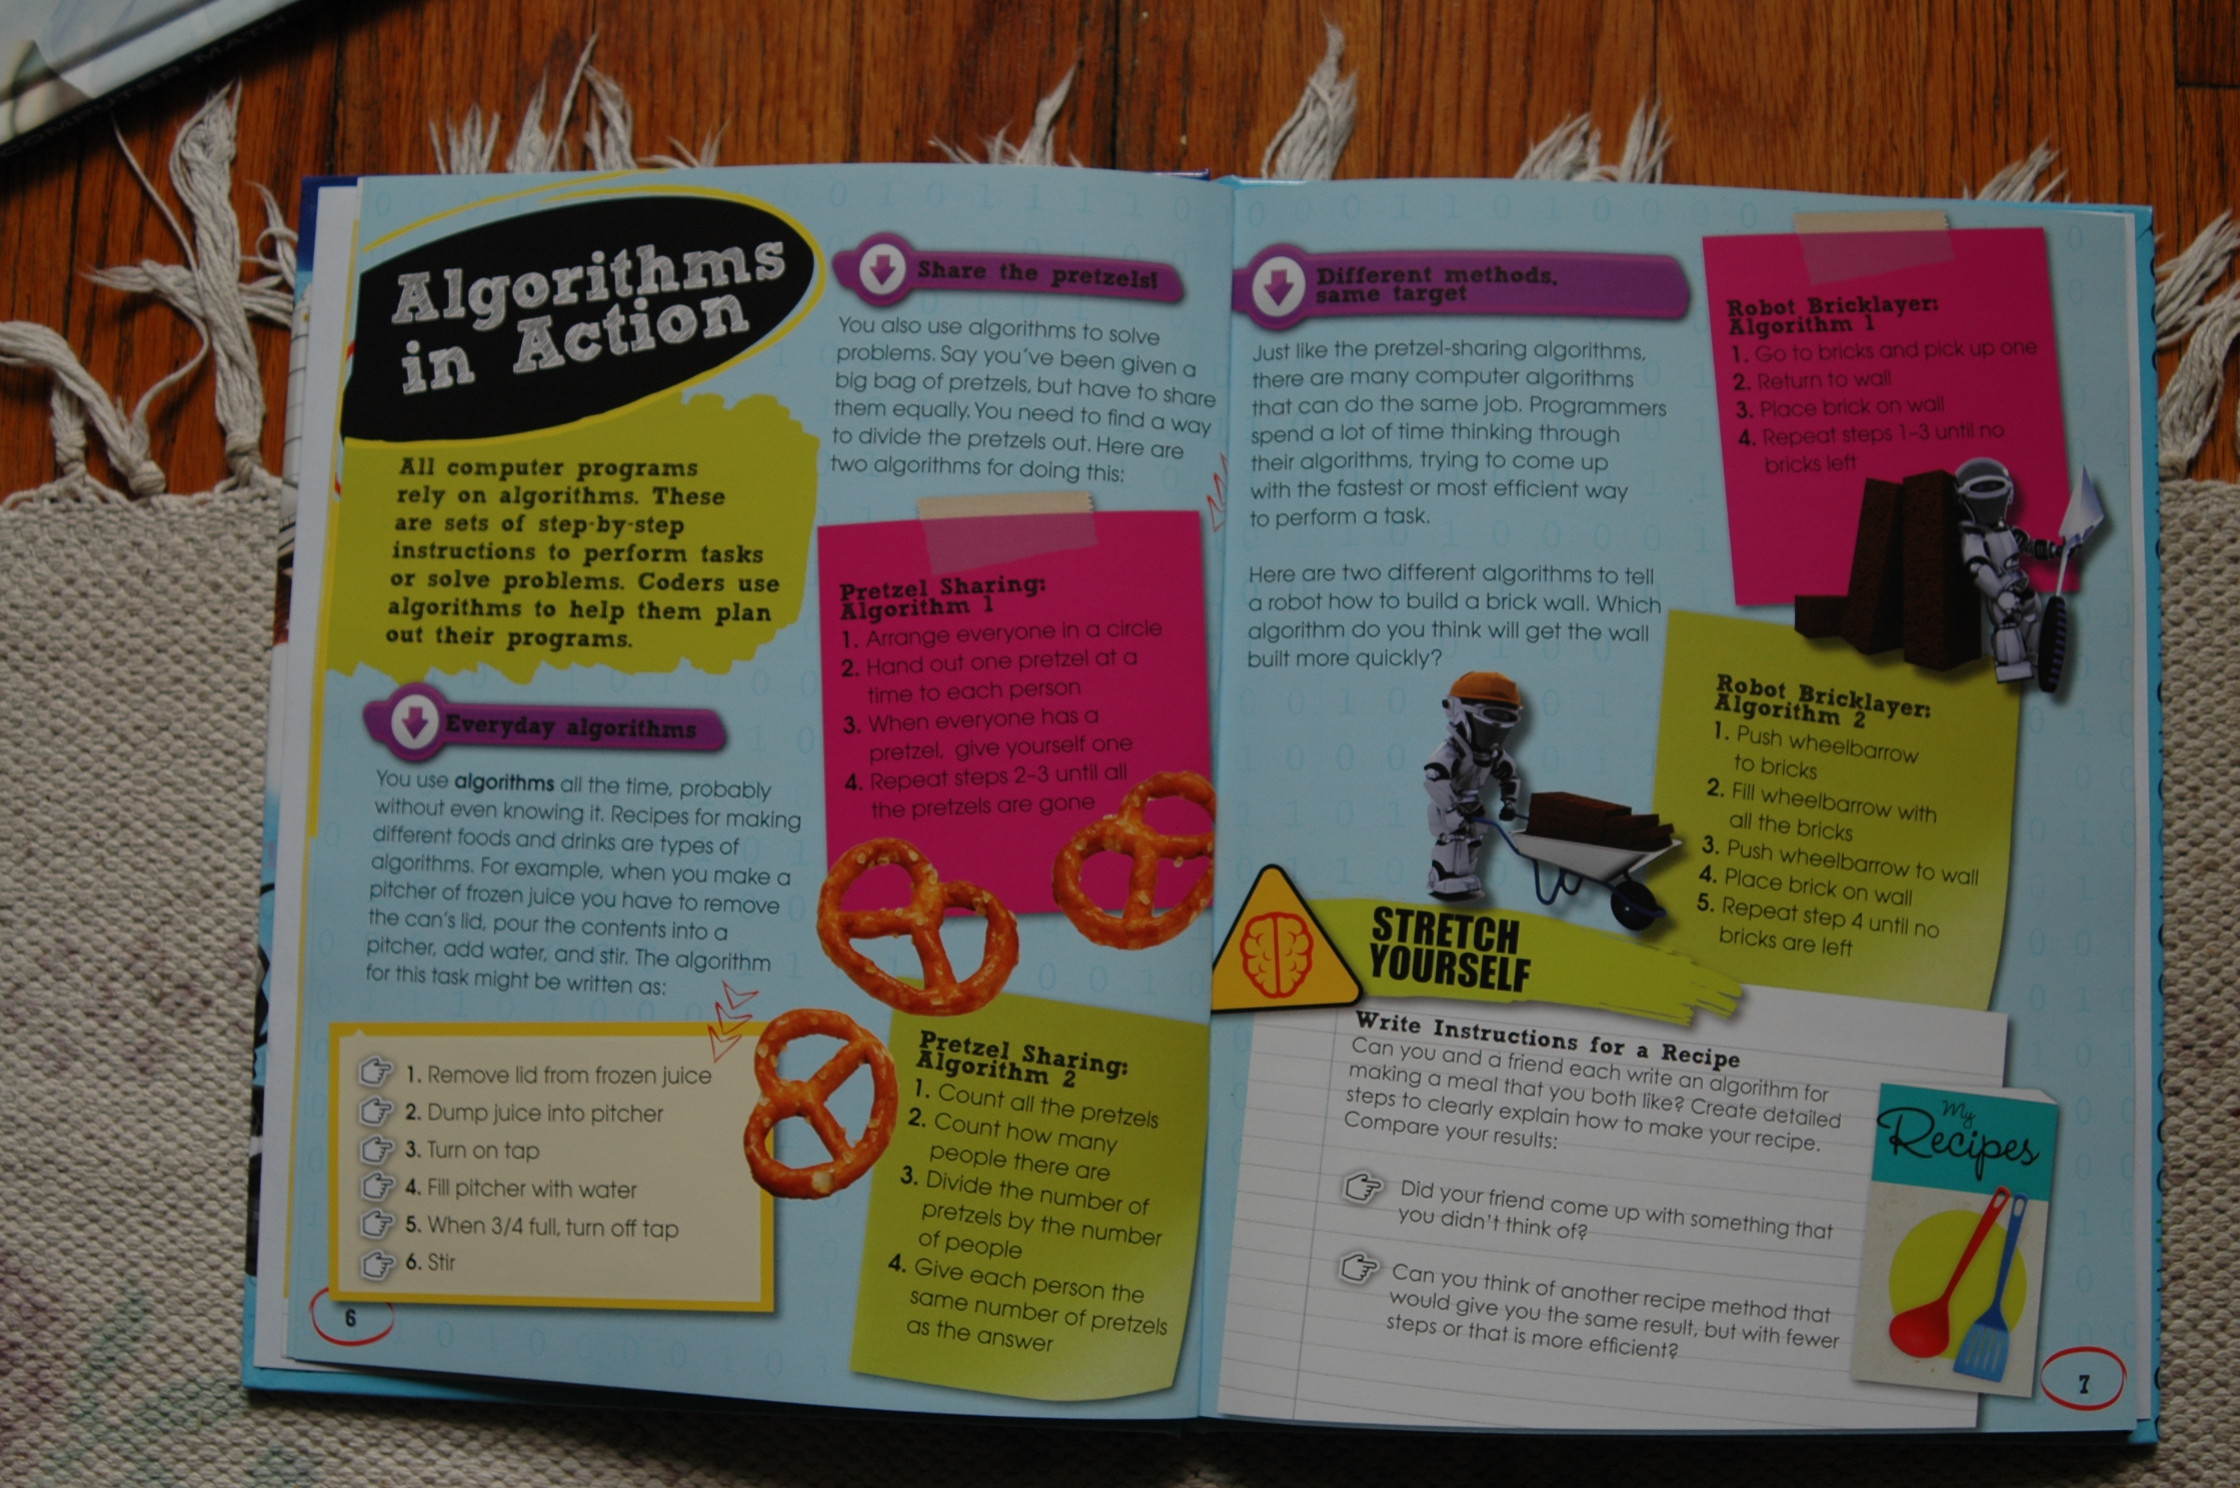 COMPUTER MATH
Algorithms
in Action
All computer programs
rely on algorithms. These
are sets of step-by-step
instructions to perform tasks
or solve problems. Coders use
algorithms to help them plan
out their programs.
Everyday algorithms
You use algorithms all the time, probably
without even knowing it. Recipes for making
different foods and drinks are types of
algorithms. For example, when you make a
pitcher of frozen juice you have to remove
the can's lid, pour the contents into a
pitcher, add water, and stir. The algorithm
for this task might be written as:
1. Remove lid from frozen juice
2. Dump juice into pitcher
3. Turn on tap
4. Fill pitcher with water
5. When 3/4 full, turn off tap
6. Stir
6
Share the pretzels!
You also use algorithms to solve
problems. Say you've been given a
big bag of pretzels, but have to share
them equally. You need to find a way
to divide the pretzels out. Here are
two algorithms for doing this:
Pretzel Sharing:
Algorithm 1
1. Arrange everyone in a circle
2. Hand out one pretzel at a
time to each person
3. When everyone has a
pretzel, give yourself one
4. Repeat steps 2-3 until all
the pretzels are gone
Pretzel Sharing:
Algorithm 2
1. Count all the pretzels
2. Count how many
people there are
3. Divide the number of
pretzels by the number
of people
4. Give each person the
same number of pretzels
as the answer
Different methods,
same target
Just like the pretzel-sharing algorithms,
there are many computer algorithms
that can do the same job. Programmers
spend a lot of time thinking through
their algorithms, trying to come up
with the fastest or most efficient way
to perform a task.
Here are two different algorithms to tell
a robot how to build a brick wall. Which
algorithm do you think will get the wall
built more quickly?
Robot Bricklayer:
Algorithm 1
1. Go to bricks and pick up one
2. Return to wall
3. Place brick on wall
4. Repeat steps 1-3 until no
bricks left
Robot Bricklayer:
Algorithm 2
1. Push wheelbarrow
to bricks
2. Fill wheelbarrow with
all the bricks
3. Push wheelbarrow to wall
4. Place brick on wall
5. Repeat step 4 until no
bricks are left
STRETCH
YOURSELF
Write Instructions for a Recipe
Can you and a friend each write an algorithm for
making a meal that you both like? Create detailed
steps to clearly explain how to make your recipe.
Compare your results:
Did your friend come up with something that
you didn't think of?
Can you think of another recipe method that
would give you the same result, but with fewer
steps or that is more efficient?
My
Recipes
7